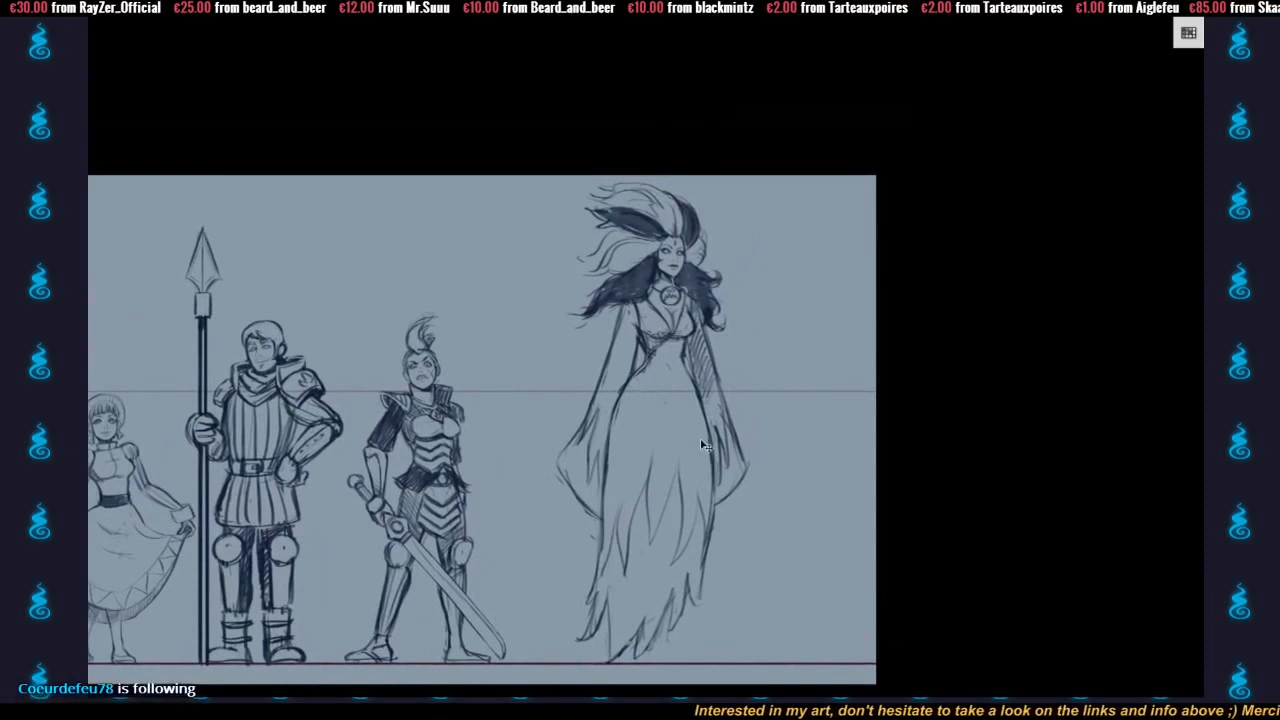 €30.00 from RayZer_Official €25.00 from beard_and_beer €12.00 from Mr.Suuu €10.00 from Beard_and_beer €10.00 from blackmintz €2.00 from Tarteauxpoires €2.00 from Tarteauxpoires €1.00 from Aiglefeu €85.00 from Skaa
Coeurdefeu78 is following
Interested in my art, don't hesitate to take a look on the links and info above ;) Merci